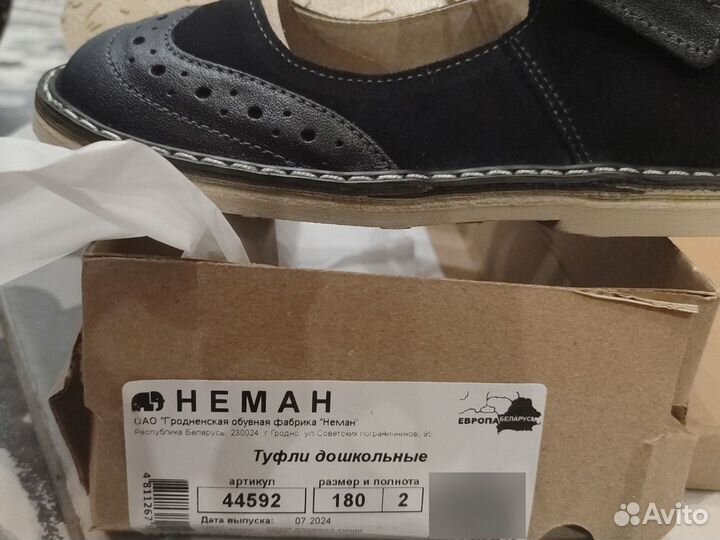 НЕМАН
ОАО "Гродненская обувная фабрика "Неман"
Республика Беларусь, 230024 г.Гродно, ул.Советских пограничников, 95
ЕВРОПА БЕЛАРУСЬ
Туфли дошкольные
артикул размер и полнота
44592 180 2
Дата выпуска: 07.2024
4811267
Avito